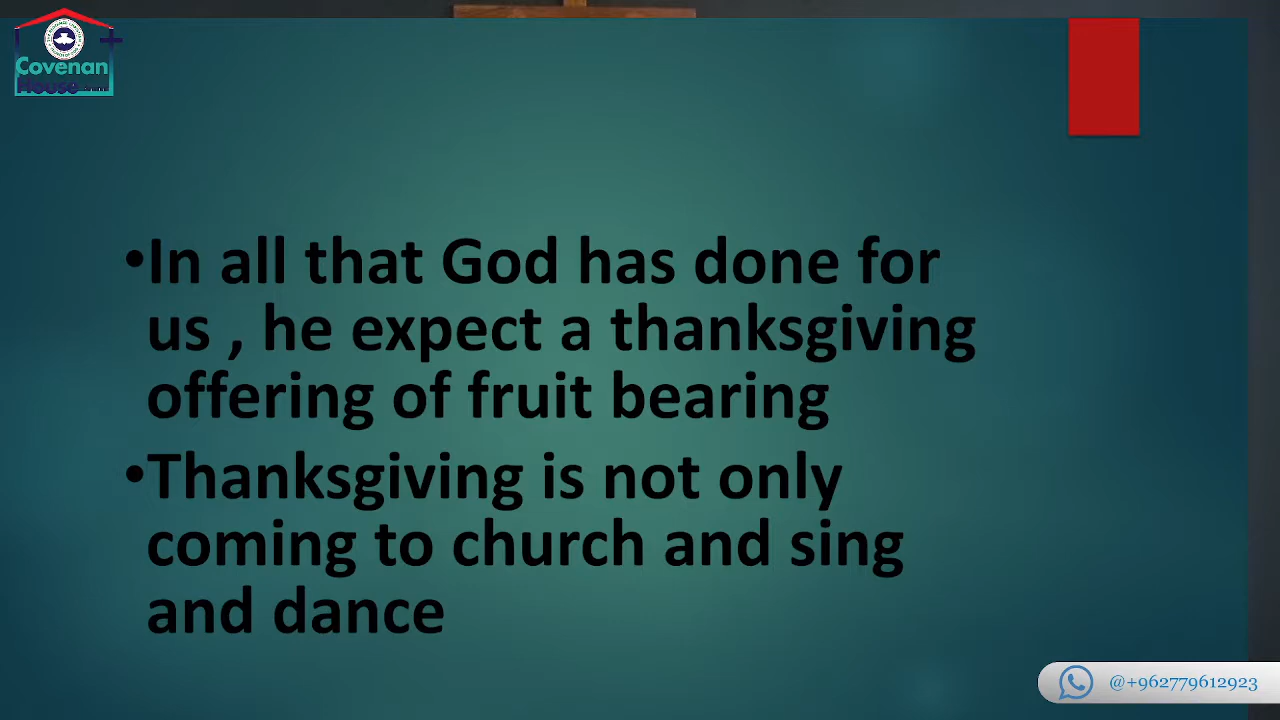 Covenan
House
•In all that God has done for
us , he expect a thanksgiving
offering of fruit bearing
•Thanksgiving is not only
coming to church and sing
and dance
@+962779612923